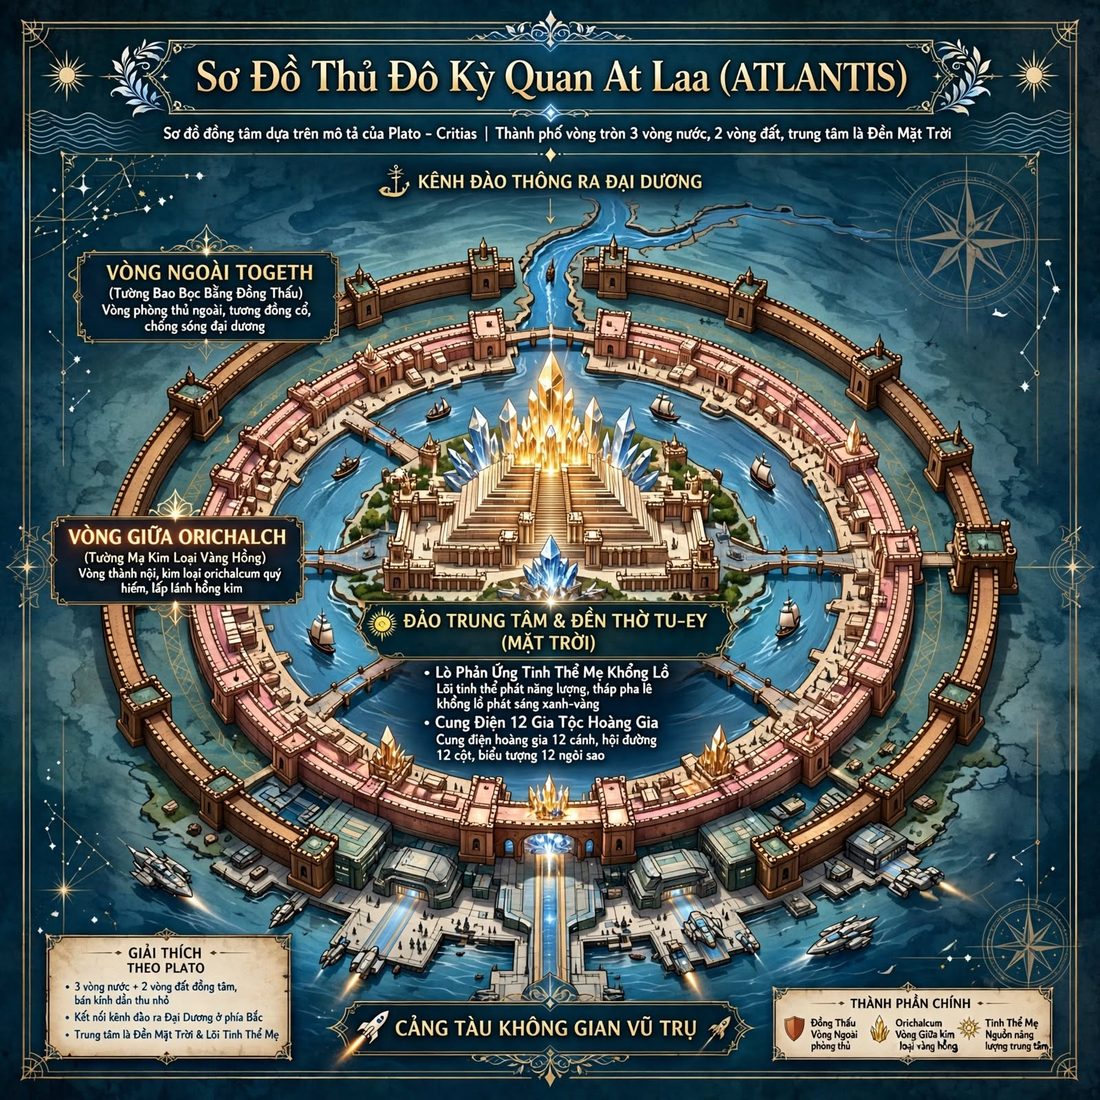 Sơ Đồ Thủ Đô Kỳ Quan At Laa (ATLANTIS)
Sơ đồ đồng tâm dựa trên mô tả của Plato – Critias | Thành phố vòng tròn 3 vòng nước, 2 vòng đất, trung tâm là Đền Mặt Trời
KÊNH ĐÀO THÔNG RA ĐẠI DƯƠNG
VÒNG NGOÀI TOGETH
(Tường Bao Bọc Bằng Đồng Thấu)
Vòng phòng thủ ngoài, tương đồng cổ,
chống sóng đại dương
VÒNG GIỮA ORICHALCH
(Tường Mạ Kim Loại Vàng Hồng)
Vòng thành nội, kim loại orichalcum quý
hiếm, lấp lánh hồng kim
ĐẢO TRUNG TÂM & ĐỀN THỜ TU-EY
(MẶT TRỜI)
• Lò Phản Ứng Tinh Thể Mẹ Khổng Lồ
Lõi tinh thể phát năng lượng, tháp pha lê
khổng lồ phát sáng xanh-vàng
• Cung Điện 12 Gia Tộc Hoàng Gia
Cung điện hoàng gia 12 cánh, hội đường
12 cột, biểu tượng 12 ngôi sao
GIẢI THÍCH
THEO PLATO
• 3 vòng nước + 2 vòng đất đồng tâm,
bán kính dần thu nhỏ
• Kết nối kênh đào ra Đại Dương ở phía Bắc
• Trung tâm là Đền Mặt Trời & Lõi Tinh Thể Mẹ
CẢNG TÀU KHÔNG GIAN VŨ TRỤ
THÀNH PHẦN CHÍNH
Đồng Thấu
Vòng Ngoài
phòng thủ
Orichalcum
Vòng Giữa kim
loại vàng hồng
Tinh Thể Mẹ
Nguồn năng
lượng trung tâm